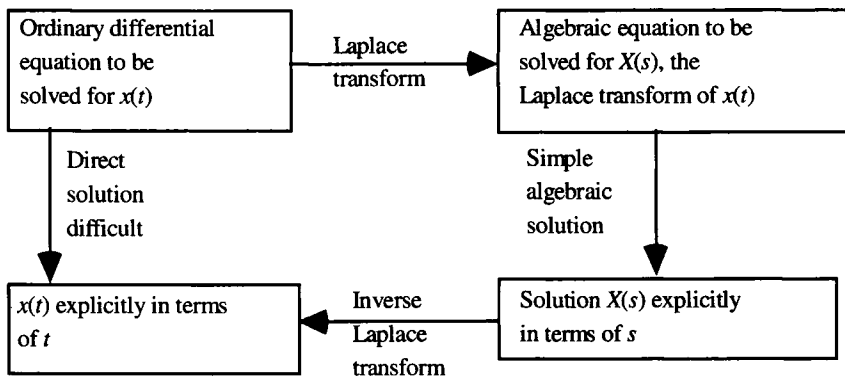 Ordinary differential
equation to be
solved for x(t)
Laplace
transform
Algebraic equation to be
solved for X(s), the
Laplace transform of x(t)
Direct
solution
difficult
Simple
algebraic
solution
x(t) explicitly in terms
of t
Inverse
Laplace
transform
Solution X(s) explicitly
in terms of s